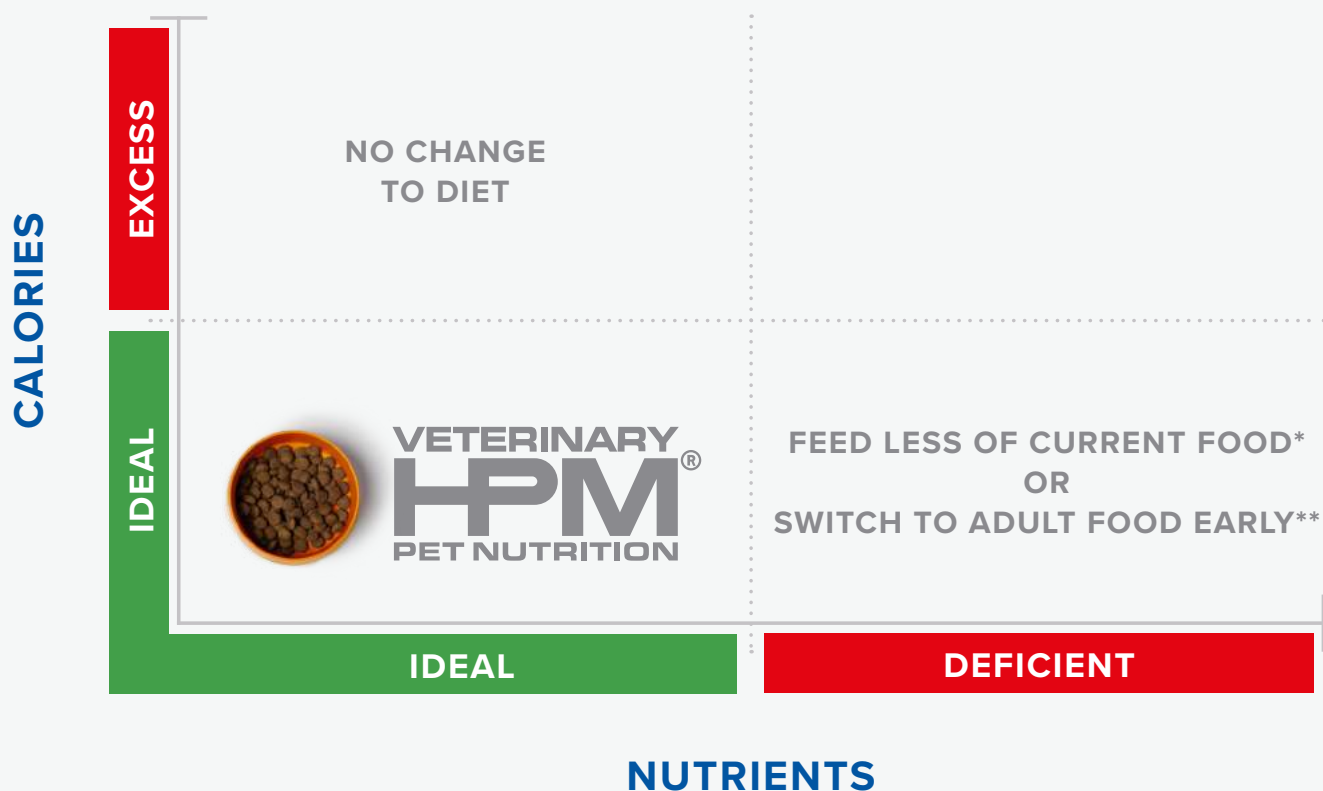 CALORIES
EXCESS
NO CHANGE
TO DIET
IDEAL
VETERINARY
HPM®
PET NUTRITION
FEED LESS OF CURRENT FOOD*
OR
SWITCH TO ADULT FOOD EARLY**
IDEAL
DEFICIENT
NUTRIENTS